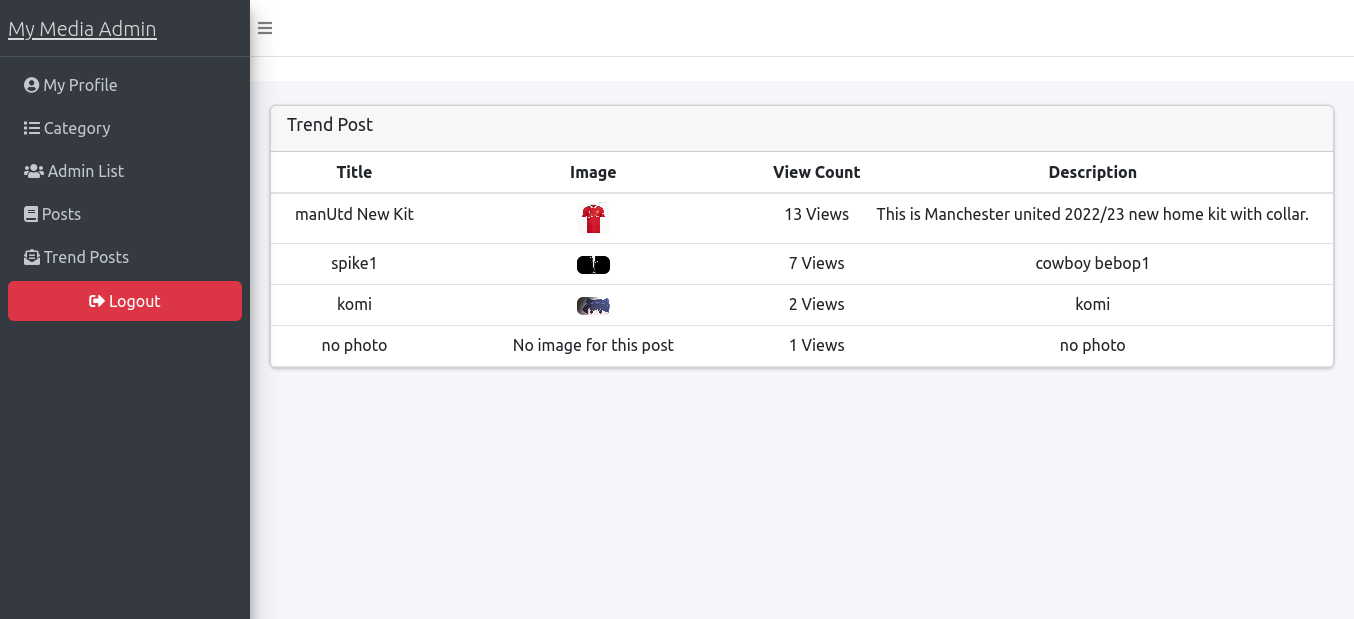 My Media Admin
My Profile
Category
Admin List
Posts
Trend Posts
Logout
Trend Post
Title Image View Count Description
manUtd New Kit 13 Views This is Manchester united 2022/23 new home kit with collar.
spike1 7 Views cowboy bebop1
komi 2 Views komi
no photo No image for this post 1 Views no photo